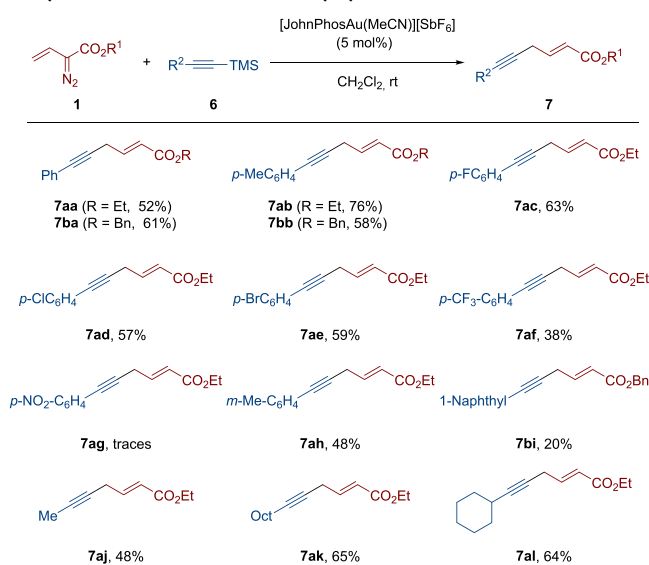 [JohnPhosAu(MeCN)][SbF6]
(5 mol%)
CH2Cl2, rt
CO2R1
N2
+
R2
TMS
R2
CO2R1
1
6
7
Ph
CO2R
p-MeC6H4
CO2R
p-FC6H4
CO2Et
7aa (R = Et, 52%)
7ba (R = Bn, 61%)
7ab (R = Et, 76%)
7bb (R = Bn, 58%)
7ac, 63%
p-ClC6H4
CO2Et
p-BrC6H4
CO2Et
p-CF3-C6H4
CO2Et
7ad, 57%
7ae, 59%
7af, 38%
p-NO2-C6H4
CO2Et
m-Me-C6H4
CO2Et
1-Naphthyl
CO2Bn
7ag, traces
7ah, 48%
7bi, 20%
Me
CO2Et
Oct
CO2Et
CO2Et
7aj, 48%
7ak, 65%
7al, 64%